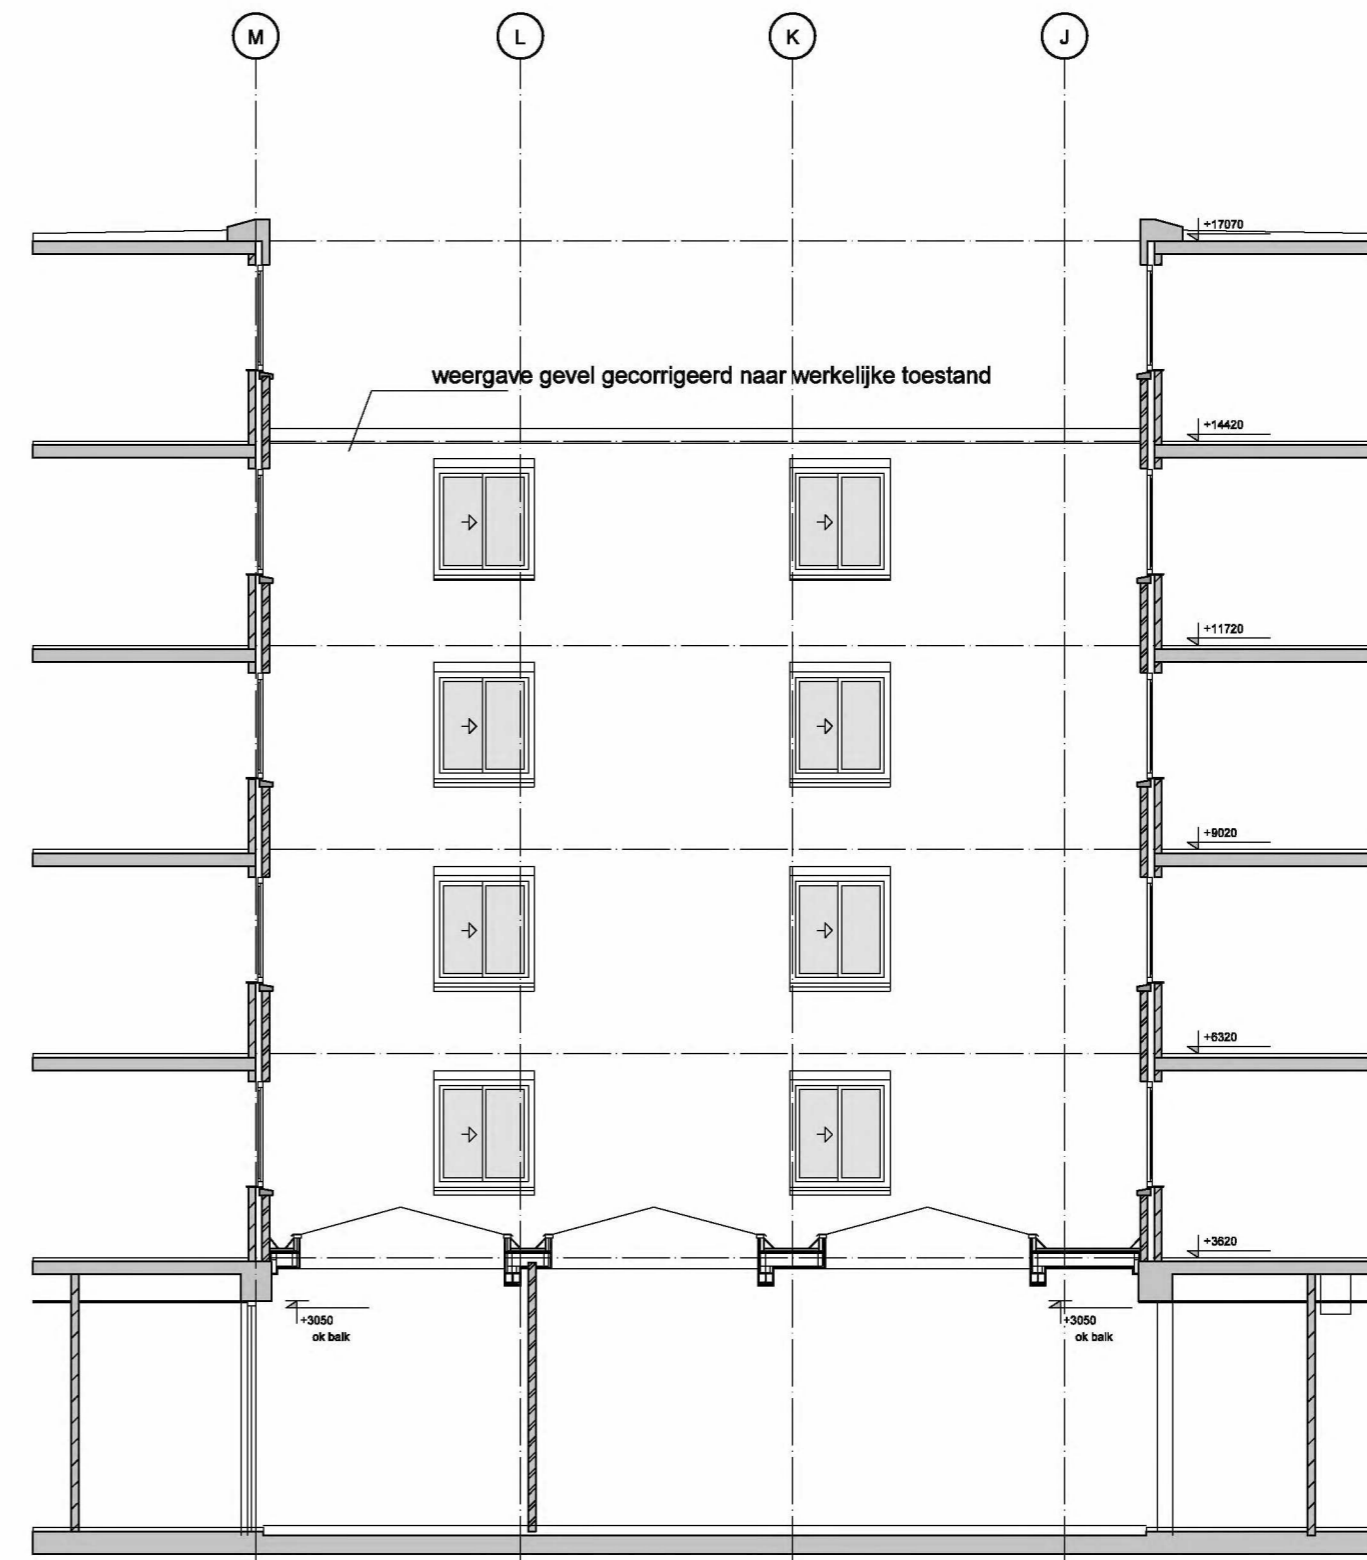 M L K J
+17070
weergave gevel gecorrigeerd naar werkelijke toestand
+14420
+11720
+9020
+6320
+3620
+3050 +3050
ok balk ok balk